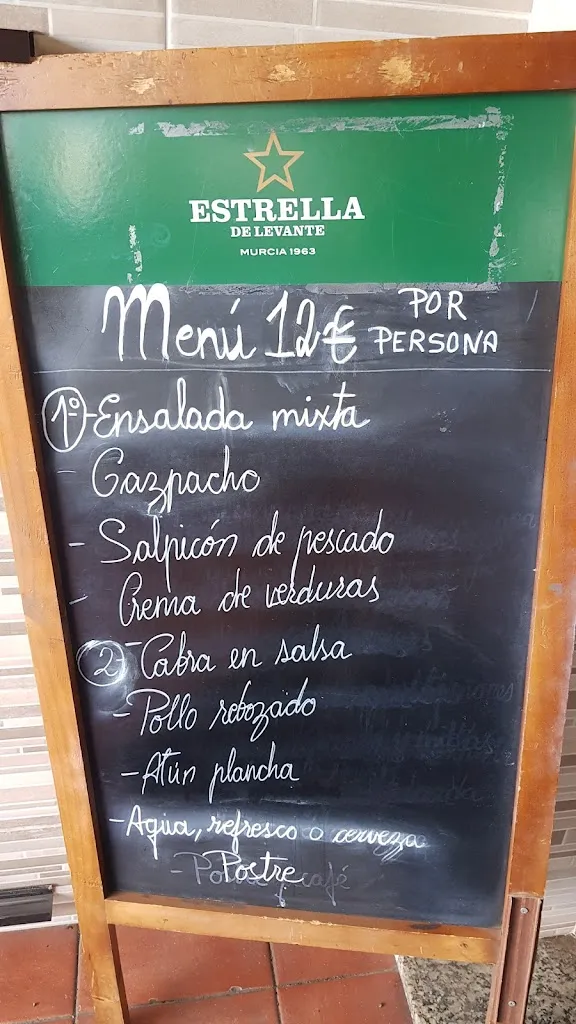 ESTRELLA
DE LEVANTE
MURCIA 1963
Menú 12€ POR PERSONA
1º - Ensalada mixta
- Gazpacho
- Salpicón de pescado
- Crema de verduras
2 - Cabra en salsa
- Pollo rebozado
- Atún plancha
- Agua, refresco o cerveza
- Postre café